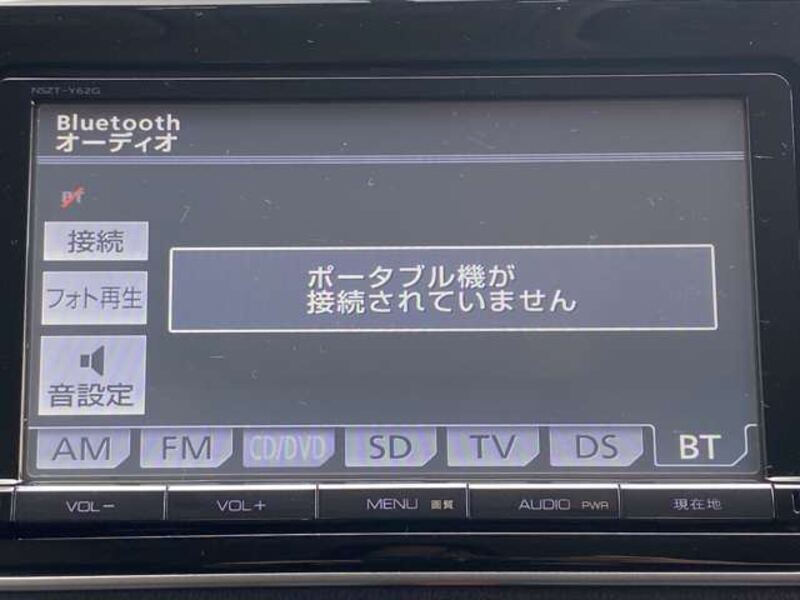 NSZT-Y62G
Bluetooth
オーディオ
BT
接続
フォト再生
ポータブル機が
接続されていません
音設定
AM FM CD/DVD SD TV DS BT
VOL− VOL+ MENU 画質 AUDIO PWR 現在地